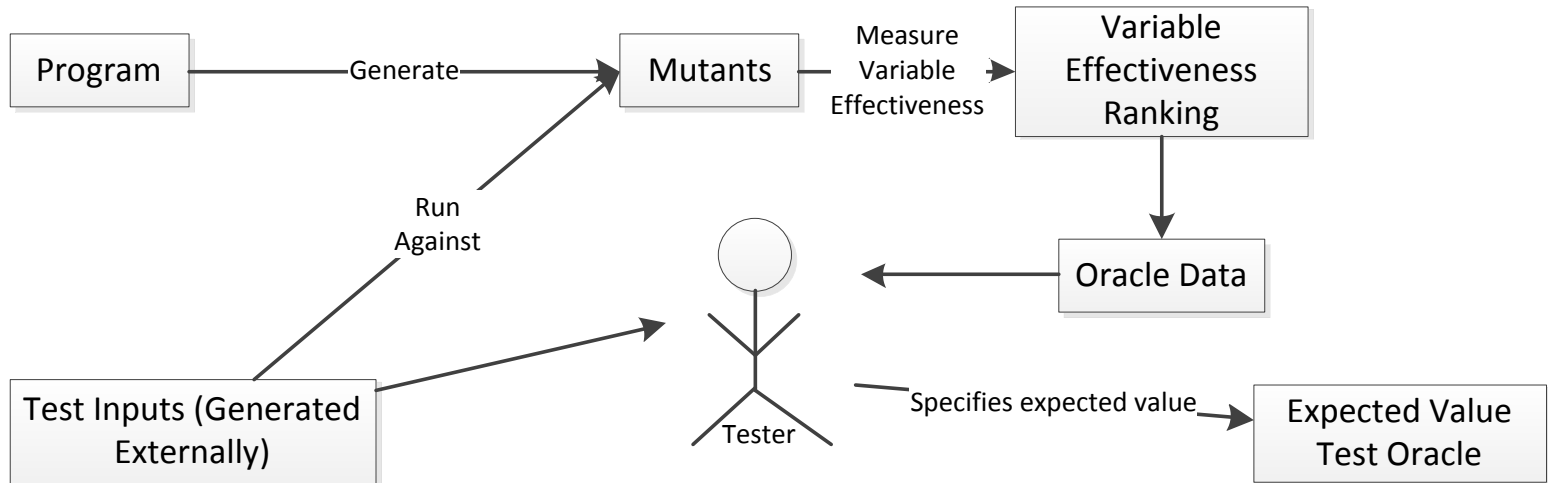 Program
Generate
Mutants
Measure
Variable
Effectiveness
Variable
Effectiveness
Ranking
Run
Against
Oracle Data
Test Inputs (Generated
Externally)
Tester
Specifies expected value
Expected Value
Test Oracle